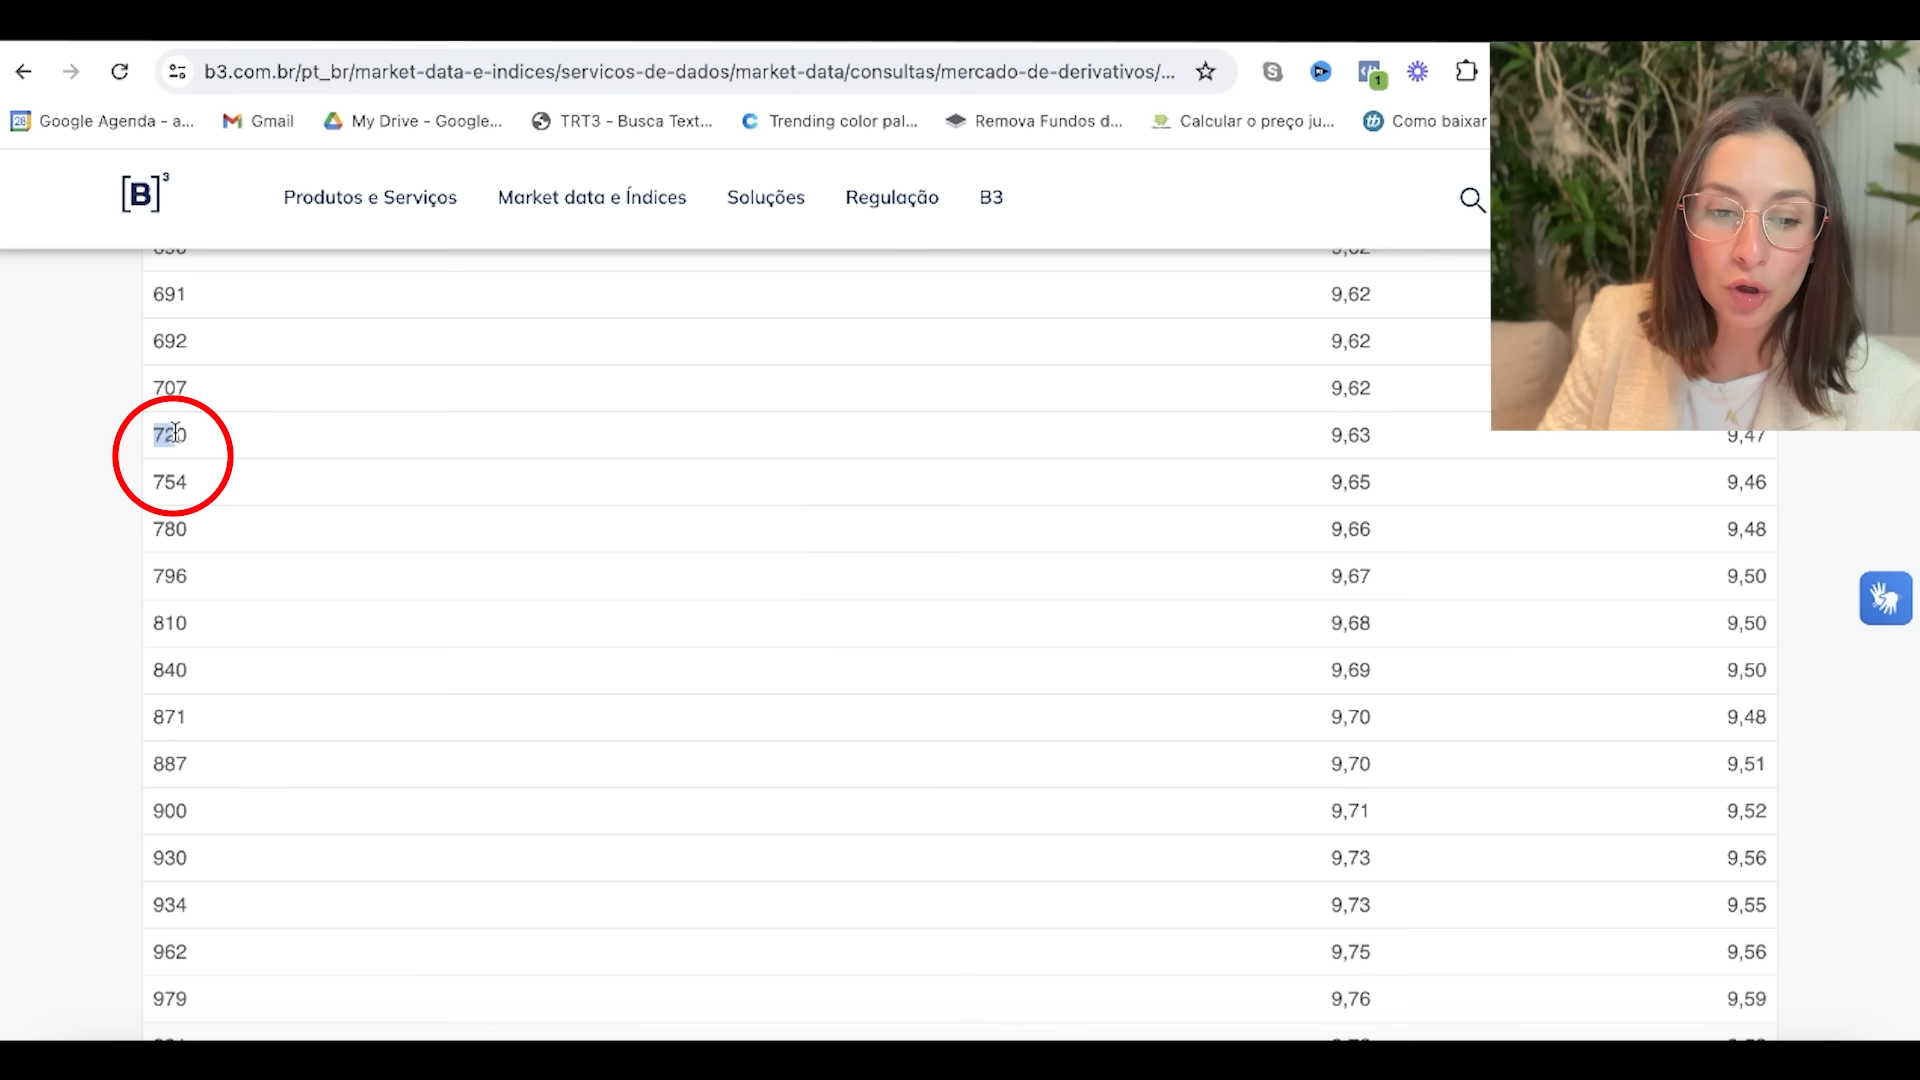 b3.com.br/pt_br/market-data-e-indices/servicos-de-dados/market-data/consultas/mercado-de-derivativos/...
1
28 Google Agenda - a... Gmail My Drive - Google... TRT3 - Busca Text... Trending color pal... Remova Fundos d... Calcular o preço ju... Como baixar
[B]³ Produtos e Serviços Market data e Índices Soluções Regulação B3
691 9,62
692 9,62
707 9,62
720 9,63 9,47
754 9,65 9,46
780 9,66 9,48
796 9,67 9,50
810 9,68 9,50
840 9,69 9,50
871 9,70 9,48
887 9,70 9,51
900 9,71 9,52
930 9,73 9,56
934 9,73 9,55
962 9,75 9,56
979 9,76 9,59